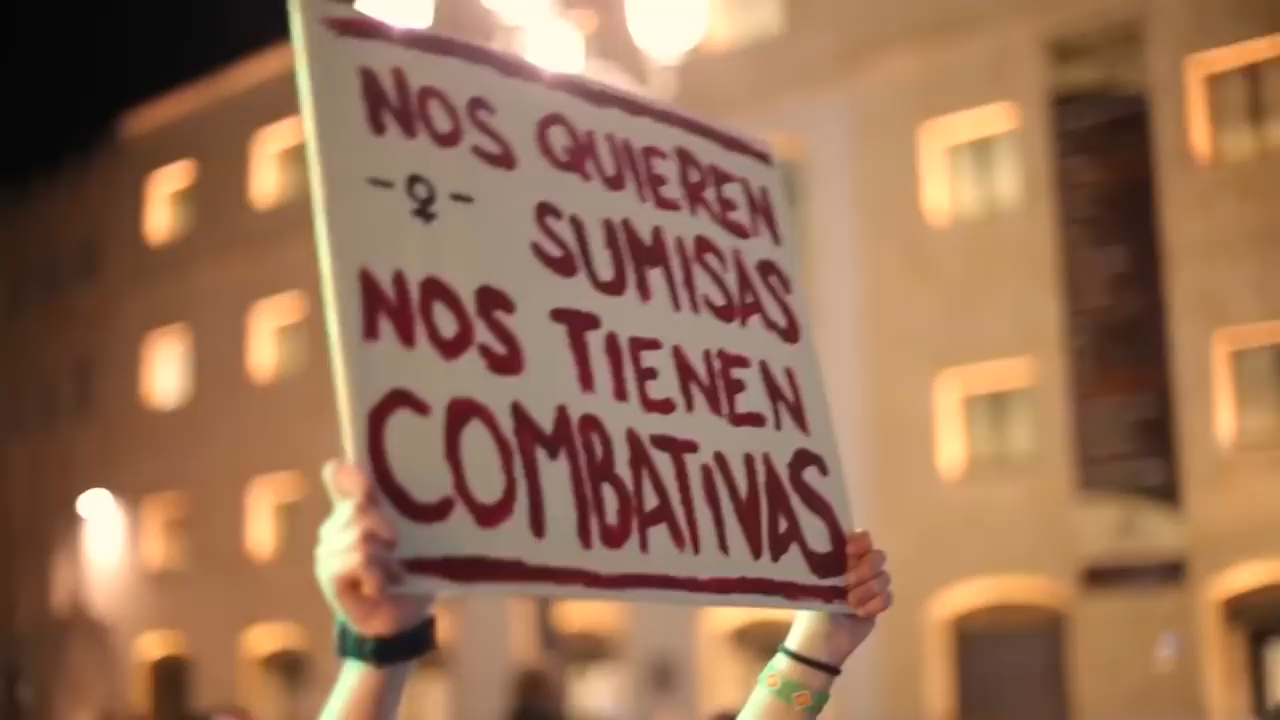 NOS QUIEREN
-♀- SUMISAS
NOS TIENEN
COMBATIVAS